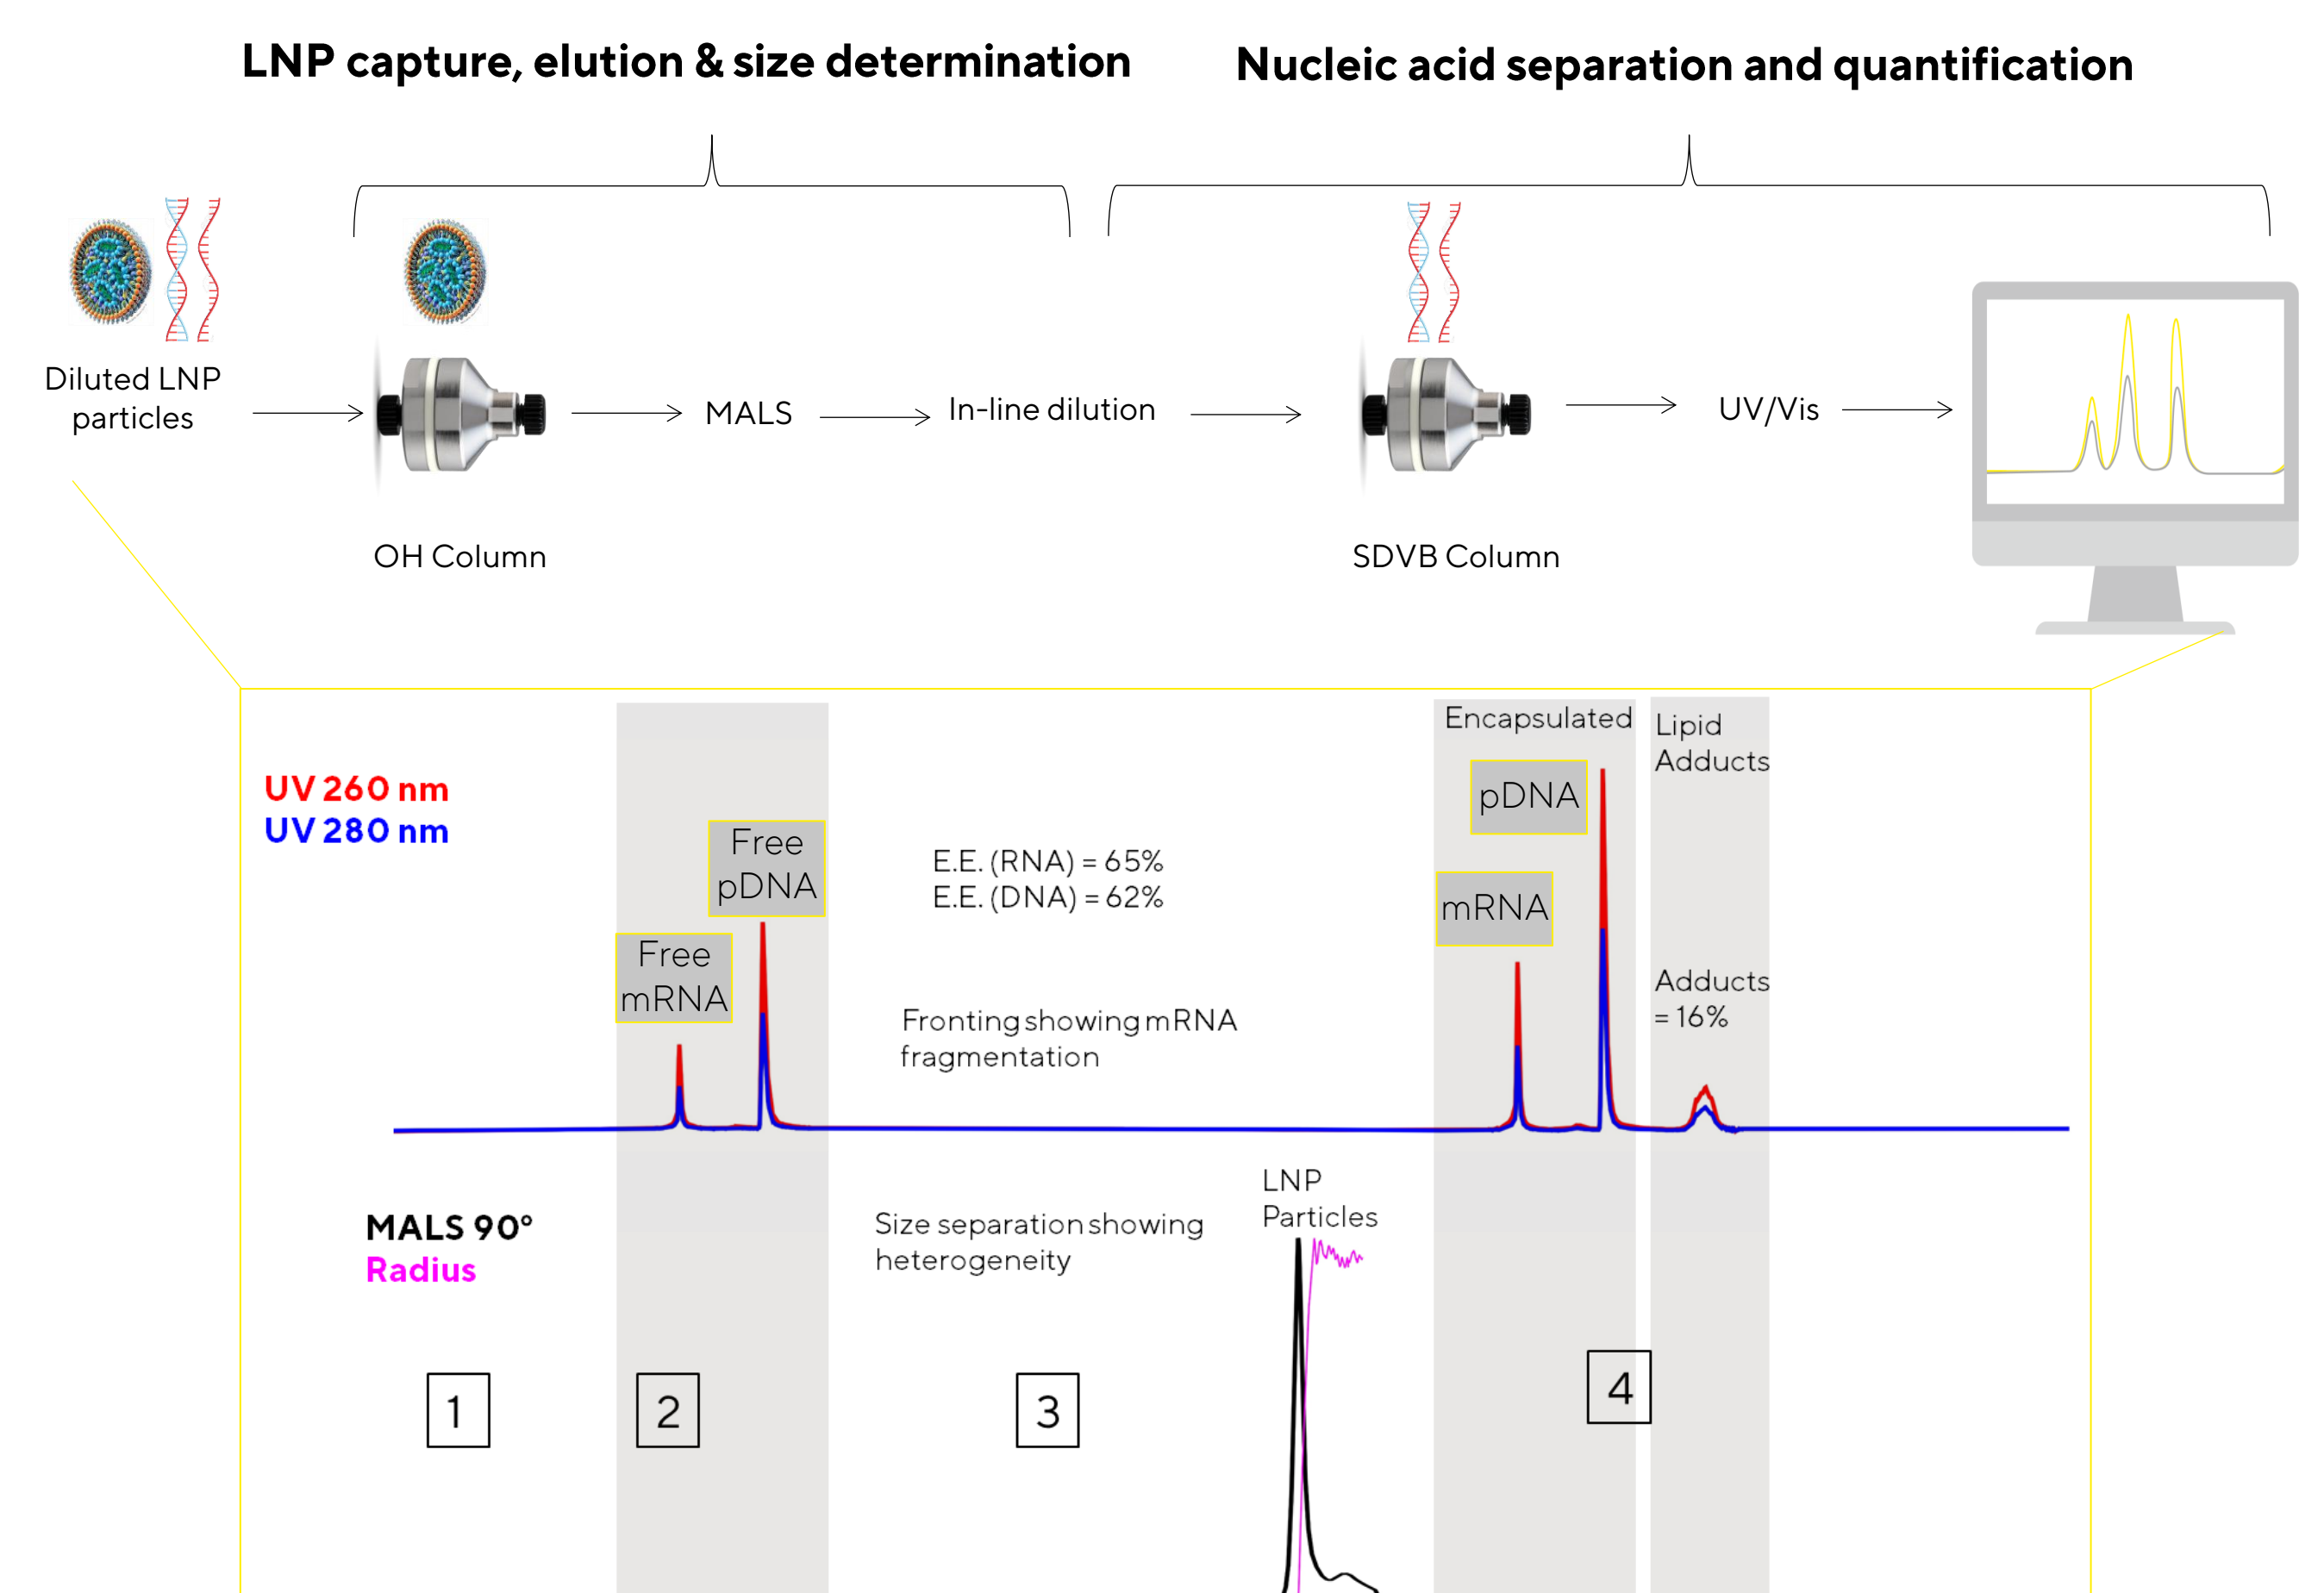 LNP capture, elution & size determination
Nucleic acid separation and quantification
Diluted LNP
particles
MALS
In-line dilution
UV/Vis
OH Column
SDVB Column
UV 260 nm
UV 280 nm
Free
mRNA
Free
pDNA
E.E. (RNA) = 65%
E.E. (DNA) = 62%
Fronting showing mRNA
fragmentation
Encapsulated
pDNA
mRNA
Lipid
Adducts
Adducts
= 16%
MALS 90°
Radius
Size separation showing
heterogeneity
LNP
Particles
1
2
3
4